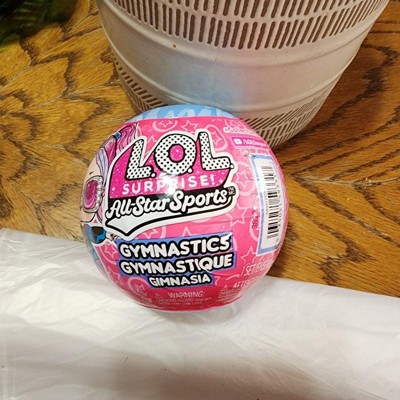 L.O.L
SURPRISE!
All-Star Sports
GYMNASTICS
GYMNASTIQUE
GIMNASIA
WARNING: